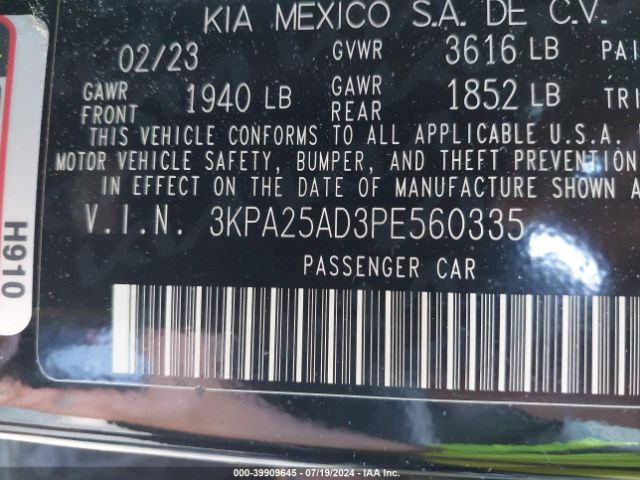 KIA MEXICO S.A. DE C.V.
02/23 GVWR 3616 LB
GAWR FRONT 1940 LB GAWR REAR 1852 LB
THIS VEHICLE CONFORMS TO ALL APPLICABLE U.S.A.
MOTOR VEHICLE SAFETY, BUMPER, AND THEFT PREVENTION
IN EFFECT ON THE DATE OF MANUFACTURE SHOWN A
V.I.N. 3KPA25AD3PE560335
PASSENGER CAR
H910
000-39909645 / 07/19/2024 / IAA Inc.